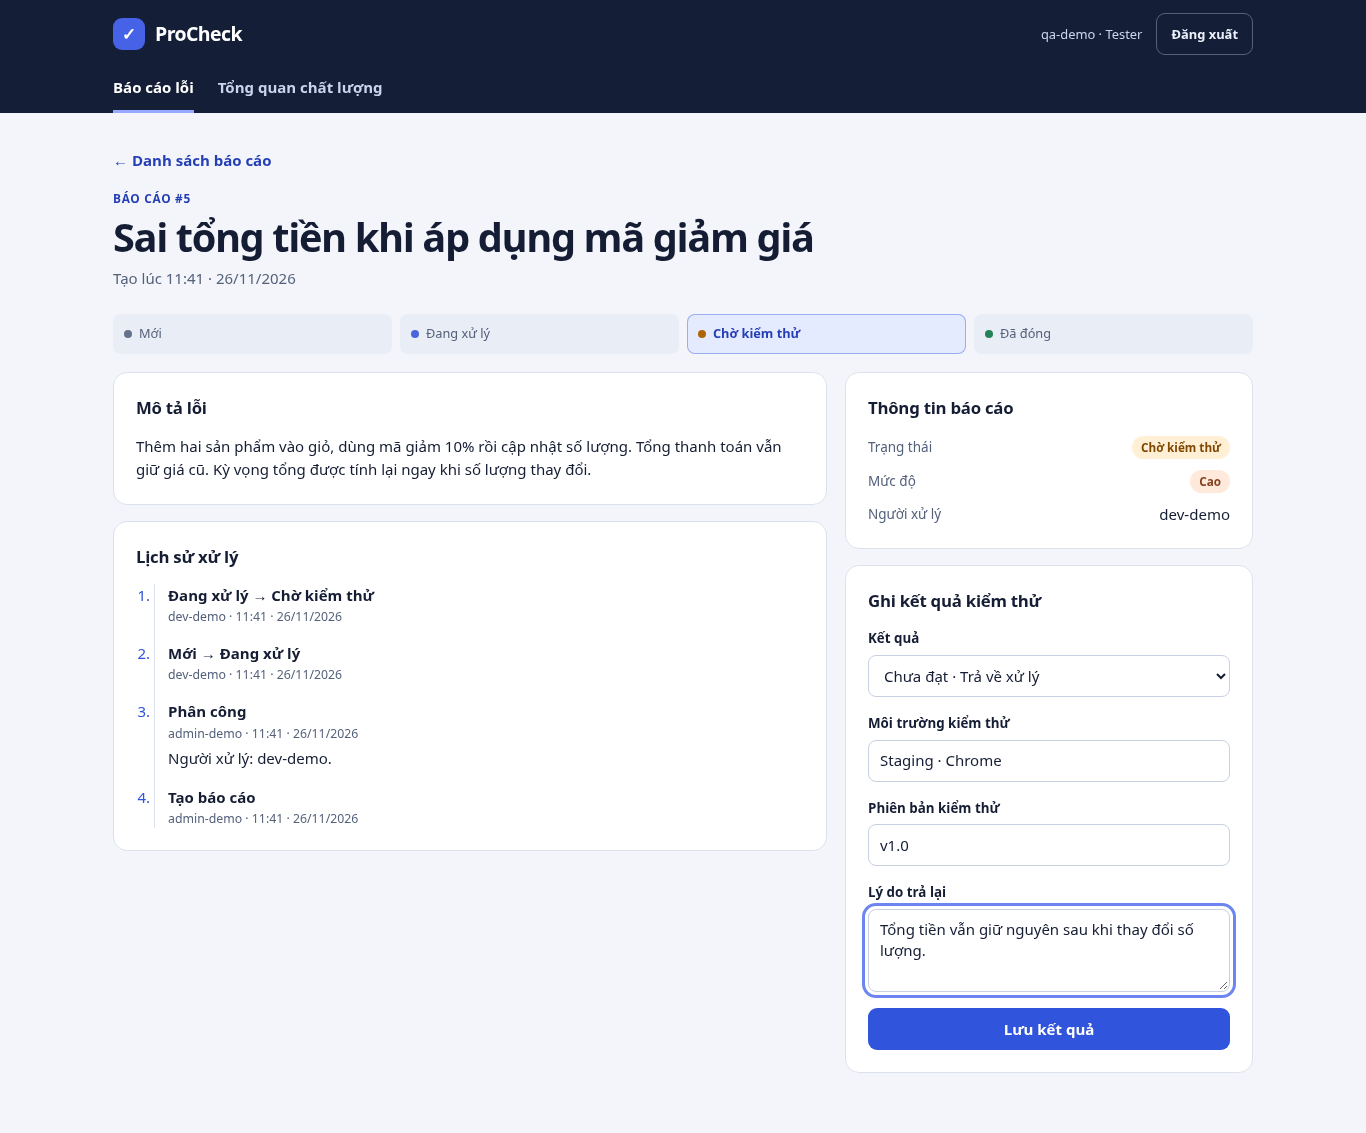 ✓ ProCheck
qa-demo · Tester
Đăng xuất
Báo cáo lỗi
Tổng quan chất lượng
← Danh sách báo cáo
BÁO CÁO #5
Sai tổng tiền khi áp dụng mã giảm giá
Tạo lúc 11:41 · 26/11/2026
Mới
Đang xử lý
Chờ kiểm thử
Đã đóng
Mô tả lỗi
Thêm hai sản phẩm vào giỏ, dùng mã giảm 10% rồi cập nhật số lượng. Tổng thanh toán vẫn
giữ giá cũ. Kỳ vọng tổng được tính lại ngay khi số lượng thay đổi.
Lịch sử xử lý
1. Đang xử lý → Chờ kiểm thử
dev-demo · 11:41 · 26/11/2026
2. Mới → Đang xử lý
dev-demo · 11:41 · 26/11/2026
3. Phân công
admin-demo · 11:41 · 26/11/2026
Người xử lý: dev-demo.
4. Tạo báo cáo
admin-demo · 11:41 · 26/11/2026
Thông tin báo cáo
Trạng thái Chờ kiểm thử
Mức độ Cao
Người xử lý dev-demo
Ghi kết quả kiểm thử
Kết quả
Chưa đạt · Trả về xử lý
Môi trường kiểm thử
Staging · Chrome
Phiên bản kiểm thử
v1.0
Lý do trả lại
Tổng tiền vẫn giữ nguyên sau khi thay đổi số
lượng.
Lưu kết quả